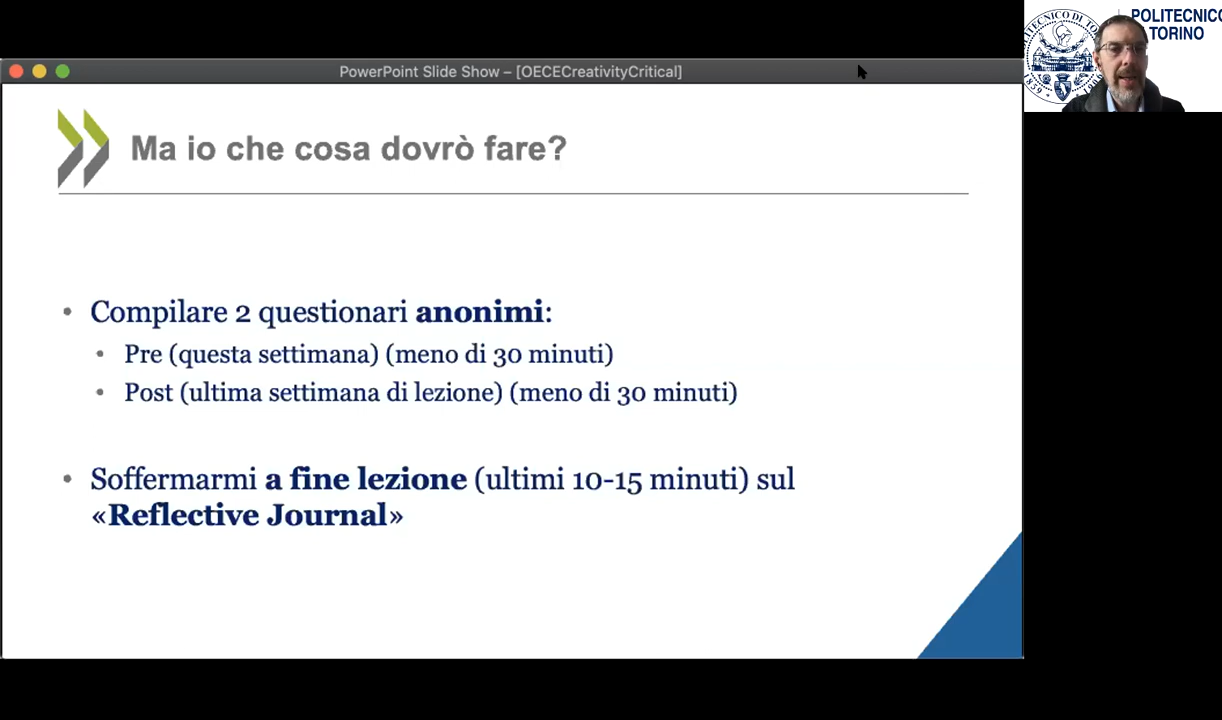 PowerPoint Slide Show – [OECECreativityCritical]
POLITECNICO
TORINO
Ma io che cosa dovrò fare?
• Compilare 2 questionari anonimi:
• Pre (questa settimana) (meno di 30 minuti)
• Post (ultima settimana di lezione) (meno di 30 minuti)
• Soffermarmi a fine lezione (ultimi 10-15 minuti) sul
«Reflective Journal»